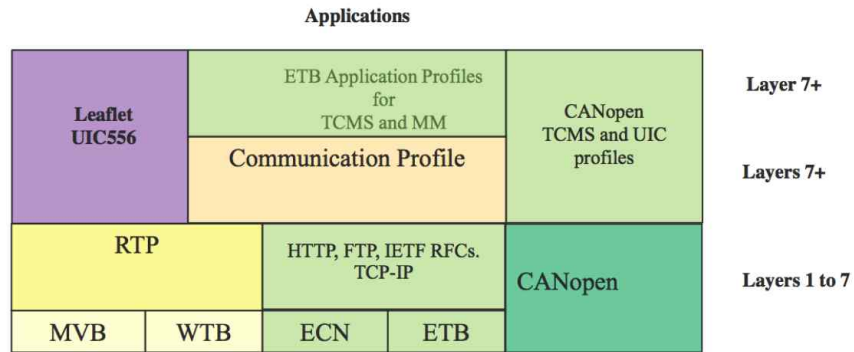 Applications
ETB Application Profiles
for
TCMS and MM
Layer 7+
Leaflet
UIC556
CANopen
TCMS and UIC
profiles
Communication Profile
Layers 7+
RTP
HTTP, FTP, IETF RFCs.
TCP-IP
CANopen
Layers 1 to 7
MVB
WTB
ECN
ETB